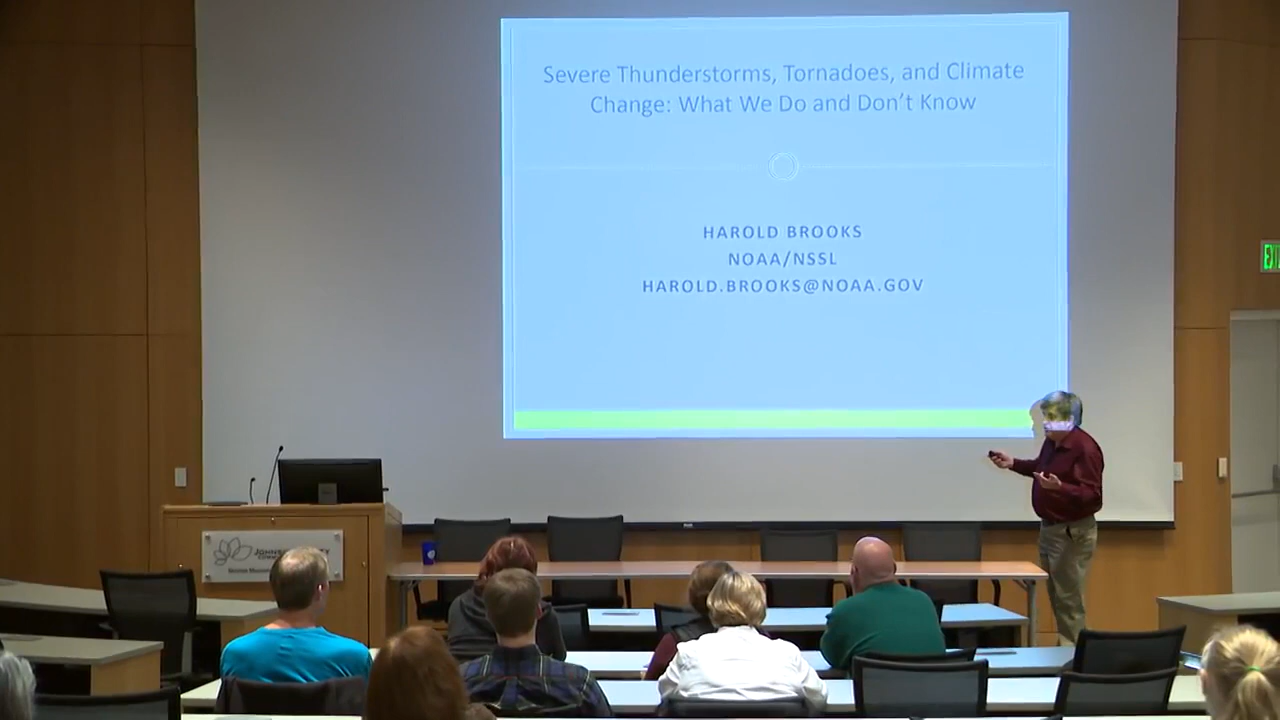 Severe Thunderstorms, Tornadoes, and Climate
Change: What We Do and Don't Know
HAROLD BROOKS
NOAA/NSSL
HAROLD.BROOKS@NOAA.GOV